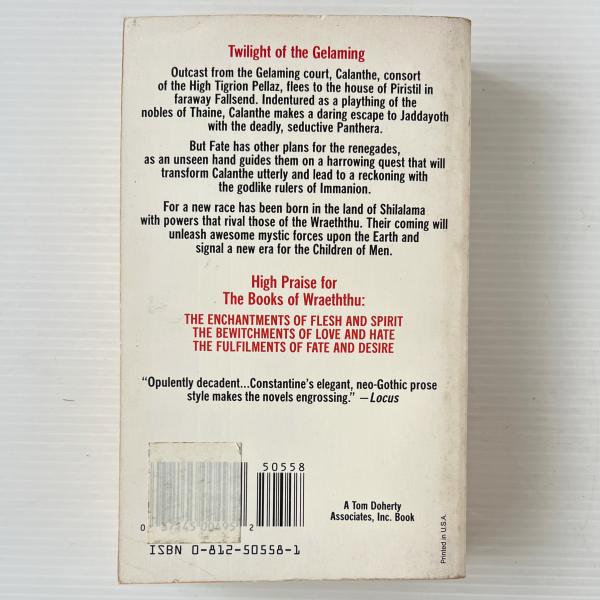 Twilight of the Gelaming
Outcast from the Gelaming court, Calanthe, consort
of the High Tigrion Pellaz, flees to the house of Piristil in
faraway Fallsend. Indentured as a plaything of the
nobles of Thaine, Calanthe makes a daring escape to Jaddayoth
with the deadly, seductive Panthera.
But Fate has other plans for the renegades,
as an unseen hand guides them on a harrowing quest that will
transform Calanthe utterly and lead to a reckoning with
the godlike rulers of Immanion.
For a new race has been born in the land of Shilalama
with powers that rival those of the Wraeththu. Their coming will
unleash awesome mystic forces upon the Earth and
signal a new era for the Children of Men.
High Praise for
The Books of Wraeththu:
THE ENCHANTMENTS OF FLESH AND SPIRIT
THE BEWITCHMENTS OF LOVE AND HATE
THE FULFILMENTS OF FATE AND DESIRE
“Opulently decadent...Constantine’s elegant, neo-Gothic prose
style makes the novels engrossing.” —Locus
50558
0 2
A Tom Doherty
Associates, Inc. Book
ISBN 0-812-50558-1
Printed in U.S.A.